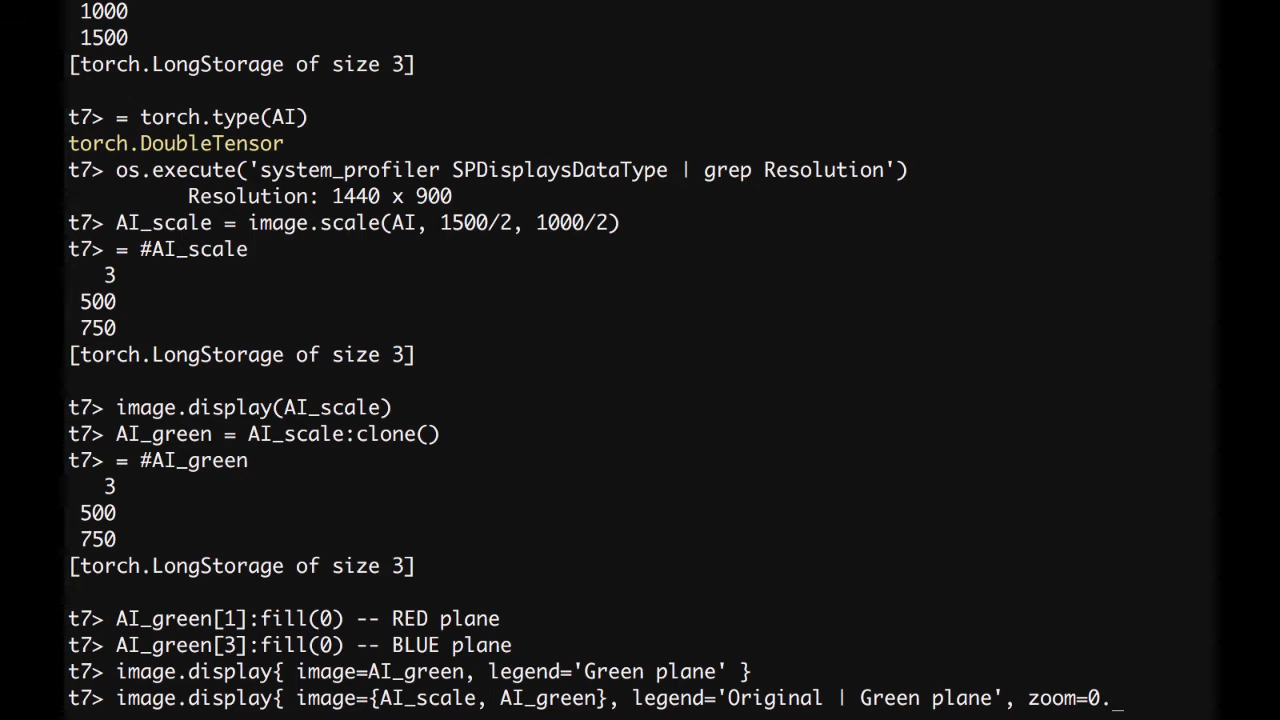 1000
1500
[torch.LongStorage of size 3]
t7> = torch.type(AI)
torch.DoubleTensor
t7> os.execute('system_profiler SPDisplaysDataType | grep Resolution')
Resolution: 1440 x 900
t7> AI_scale = image.scale(AI, 1500/2, 1000/2)
t7> = #AI_scale
3
500
750
[torch.LongStorage of size 3]
t7> image.display(AI_scale)
t7> AI_green = AI_scale:clone()
t7> = #AI_green
3
500
750
[torch.LongStorage of size 3]
t7> AI_green[1]:fill(0) -- RED plane
t7> AI_green[3]:fill(0) -- BLUE plane
t7> image.display{ image=AI_green, legend='Green plane' }
t7> image.display{ image={AI_scale, AI_green}, legend='Original | Green plane', zoom=0._